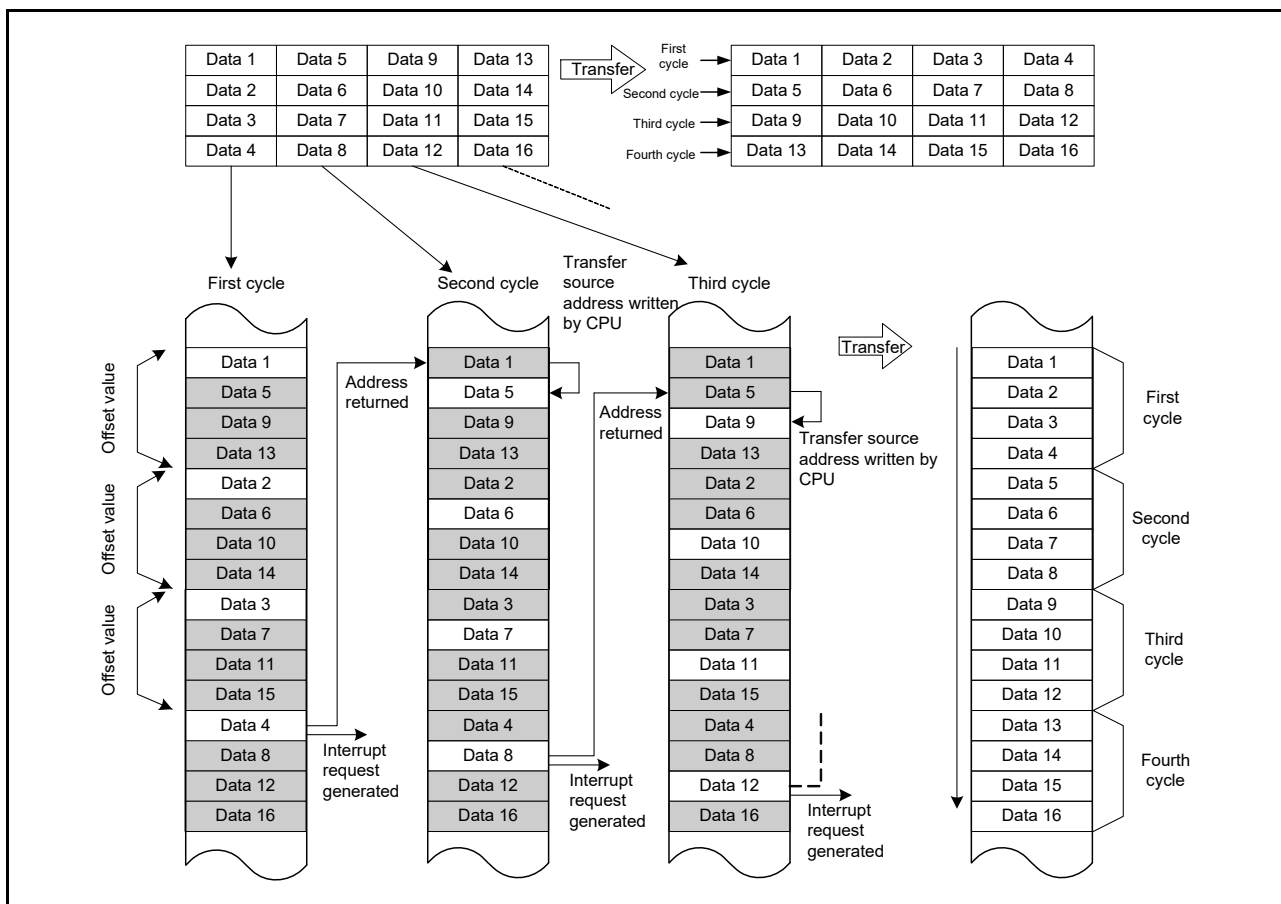 Data 1 Data 5 Data 9 Data 13
Data 2 Data 6 Data 10 Data 14
Data 3 Data 7 Data 11 Data 15
Data 4 Data 8 Data 12 Data 16
Transfer
First
cycle
Second cycle
Third cycle
Fourth cycle
Data 1 Data 2 Data 3 Data 4
Data 5 Data 6 Data 7 Data 8
Data 9 Data 10 Data 11 Data 12
Data 13 Data 14 Data 15 Data 16
First cycle
Offset value
Offset value
Offset value
Data 1
Data 5
Data 9
Data 13
Data 2
Data 6
Data 10
Data 14
Data 3
Data 7
Data 11
Data 15
Data 4
Data 8
Data 12
Data 16
Address
returned
Interrupt
request
generated
Second cycle
Transfer
source
address written
by CPU
Data 1
Data 5
Data 9
Data 13
Data 2
Data 6
Data 10
Data 14
Data 3
Data 7
Data 11
Data 15
Data 4
Data 8
Data 12
Data 16
Address
returned
Interrupt
request
generated
Third cycle
Data 1
Data 5
Data 9
Data 13
Data 2
Data 6
Data 10
Data 14
Data 3
Data 7
Data 11
Data 15
Data 4
Data 8
Data 12
Data 16
Transfer source
address written by
CPU
Interrupt
request
generated
Transfer
Data 1
Data 2
Data 3
Data 4
Data 5
Data 6
Data 7
Data 8
Data 9
Data 10
Data 11
Data 12
Data 13
Data 14
Data 15
Data 16
First
cycle
Second
cycle
Third
cycle
Fourth
cycle